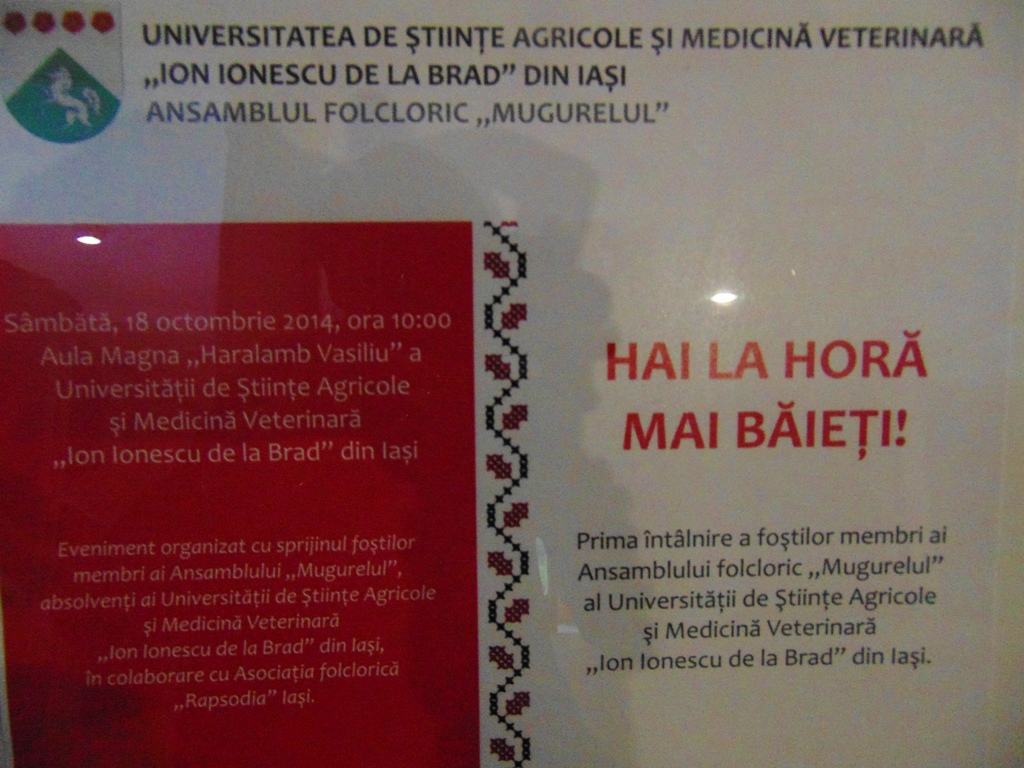 UNIVERSITATEA DE ŞTIINŢE AGRICOLE ŞI MEDICINĂ VETERINARĂ
„ION IONESCU DE LA BRAD” DIN IAŞI
ANSAMBLUL FOLCLORIC „MUGURELUL”
Sâmbătă, 18 octombrie 2014, ora 10:00
Aula Magna „Haralamb Vasiliu” a
Universităţii de Ştiinţe Agricole
şi Medicină Veterinară
„Ion Ionescu de la Brad” din Iaşi
Eveniment organizat cu sprijinul foştilor
membri ai Ansamblului „Mugurelul”,
absolvenţi ai Universităţii de Ştiinţe Agricole
şi Medicină Veterinară
„Ion Ionescu de la Brad” din Iaşi,
în colaborare cu Asociaţia folclorică
„Rapsodia” Iaşi.
HAI LA HORĂ
MAI BĂIEŢI!
Prima întâlnire a foştilor membri ai
Ansamblului folcloric „Mugurelul”
al Universităţii de Ştiinţe Agricole
şi Medicină Veterinară
„Ion Ionescu de la Brad” din Iaşi.